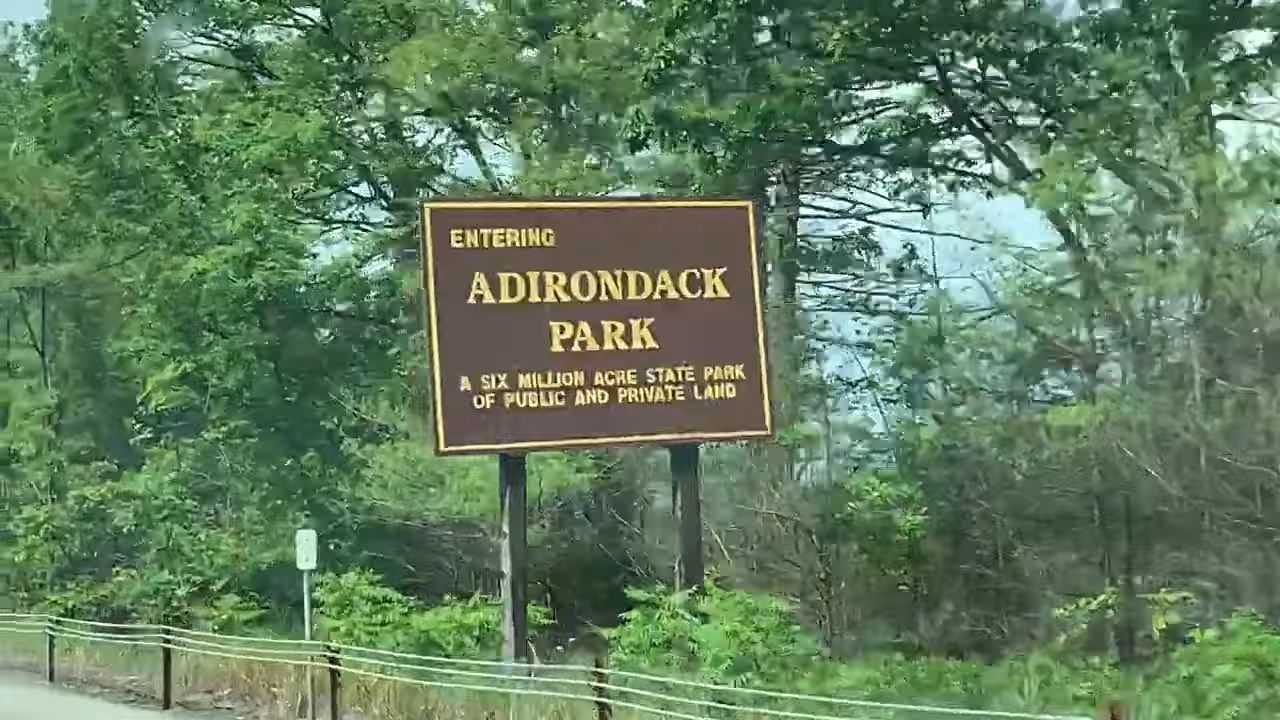 ENTERING
ADIRONDACK
PARK
A SIX MILLION ACRE STATE PARK
OF PUBLIC AND PRIVATE LAND